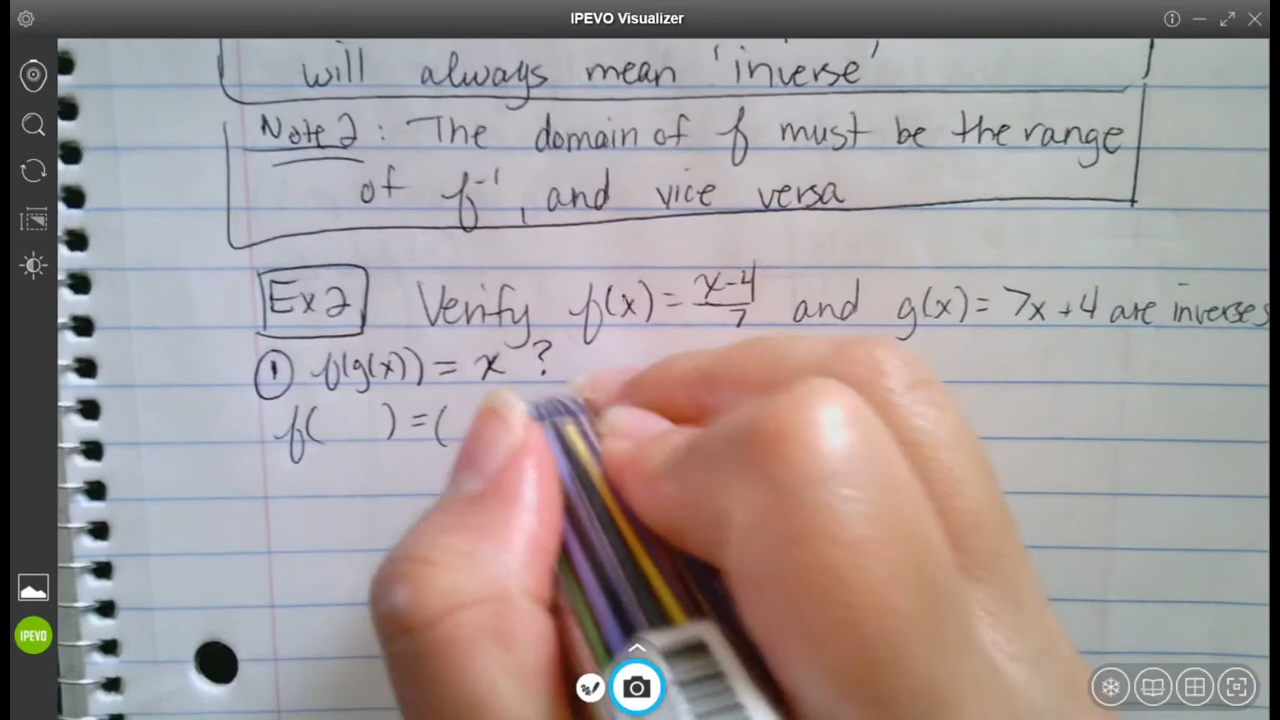 IPEVO Visualizer
will always mean 'inverse'
Note 2: The domain of f must be the range
of f⁻¹, and vice versa
Ex 2 Verify f(x) = x-4/7 and g(x) = 7x+4 are inverses
① f(g(x)) = x ?
f( ) = (
IPEVO